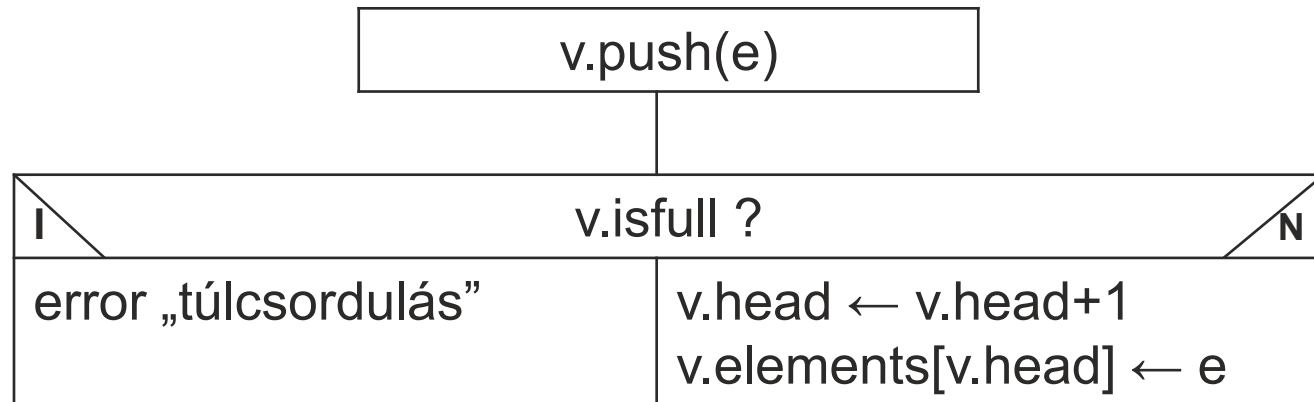 v.push(e)
I
v.isfull ?
N
error „túlcsordulás”
v.head ← v.head+1
v.elements[v.head] ← e